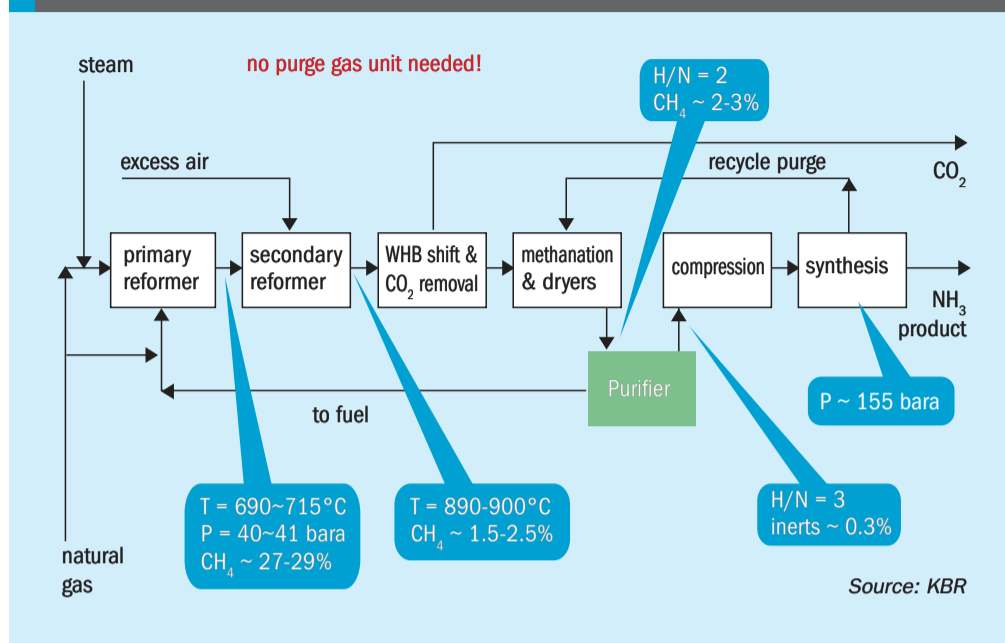 steam
no purge gas unit needed!
H/N = 2
CH₄ ~ 2-3%
excess air
recycle purge
CO₂
primary
reformer
secondary
reformer
WHB shift &
CO₂ removal
methanation
& dryers
compression
synthesis
NH₃
product
Purifier
to fuel
P ~ 155 bara
T = 690~715°C
P = 40~41 bara
CH₄ ~ 27-29%
T = 890-900°C
CH₄ ~ 1.5-2.5%
H/N = 3
inerts ~ 0.3%
natural
gas
Source: KBR